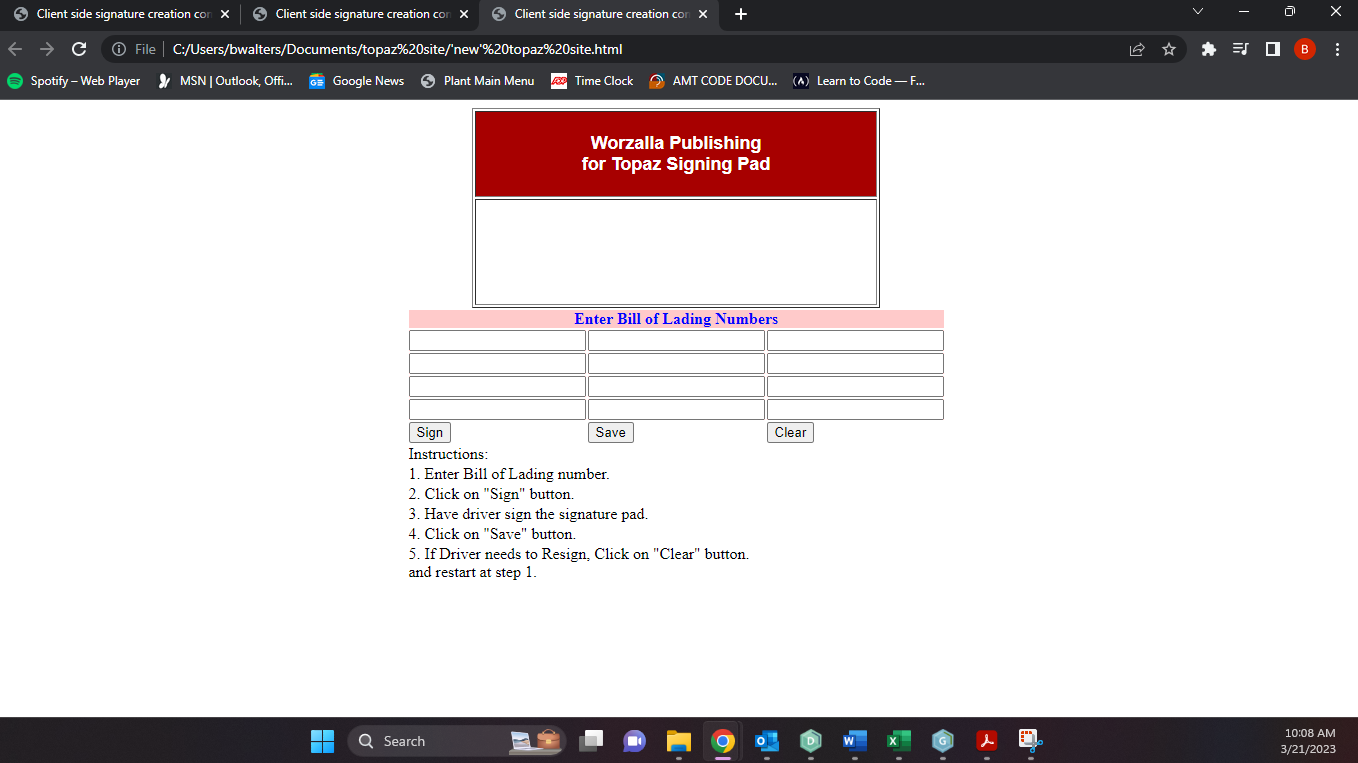 Client side signature creation con
Client side signature creation con
Client side signature creation con
File
C:/Users/bwalters/Documents/topaz%20site/'new'%20topaz%20site.html
B
Spotify – Web Player
MSN | Outlook, Offi...
GE
Google News
Plant Main Menu
Time Clock
AMT CODE DOCU...
(A)
Learn to Code — F...
Worzalla Publishing
for Topaz Signing Pad
Enter Bill of Lading Numbers
Sign
Save
Clear
Instructions:
1. Enter Bill of Lading number.
2. Click on "Sign" button.
3. Have driver sign the signature pad.
4. Click on "Save" button.
5. If Driver needs to Resign, Click on "Clear" button.
and restart at step 1.
Search
O
D
W
X
G
10:08 AM
3/21/2023